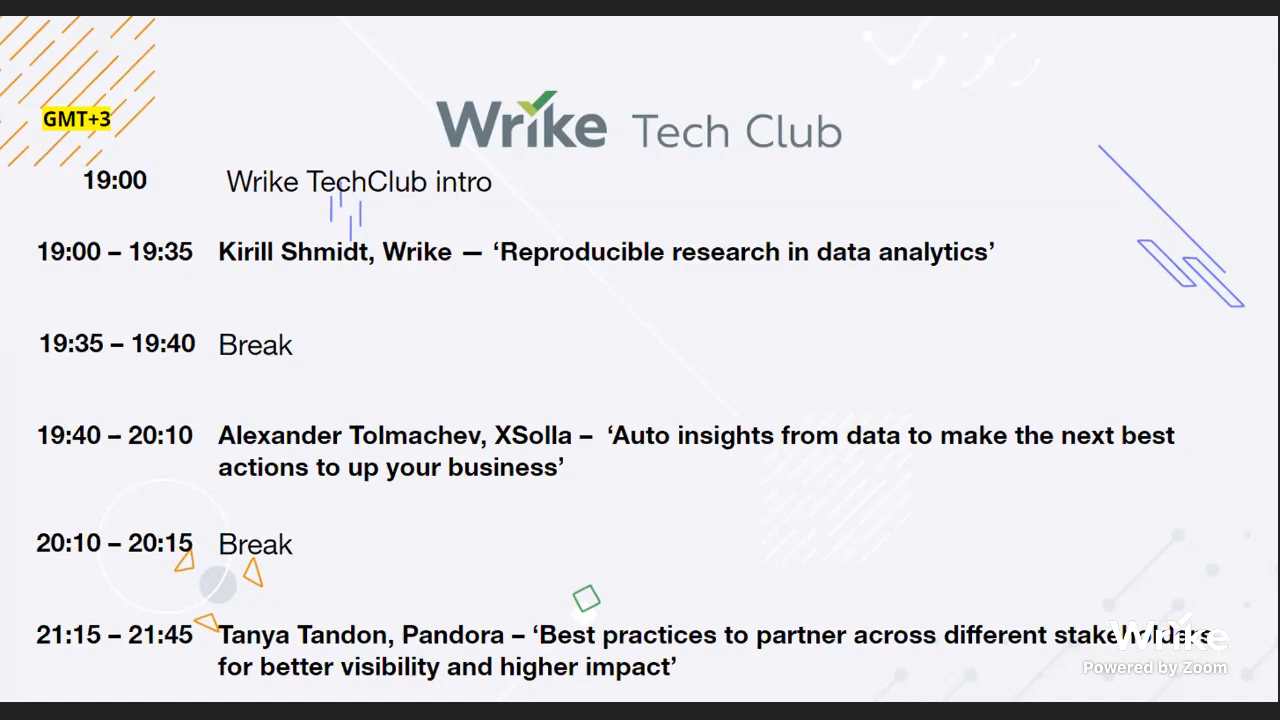 GMT+3
Wrike Tech Club
19:00 Wrike TechClub intro
19:00 – 19:35 Kirill Shmidt, Wrike — ‘Reproducible research in data analytics’
19:35 – 19:40 Break
19:40 – 20:10 Alexander Tolmachev, XSolla – ‘Auto insights from data to make the next best
actions to up your business’
20:10 – 20:15 Break
21:15 – 21:45 Tanya Tandon, Pandora – ‘Best practices to partner across different
for better visibility and higher impact’
Wrike
Powered by Zoom